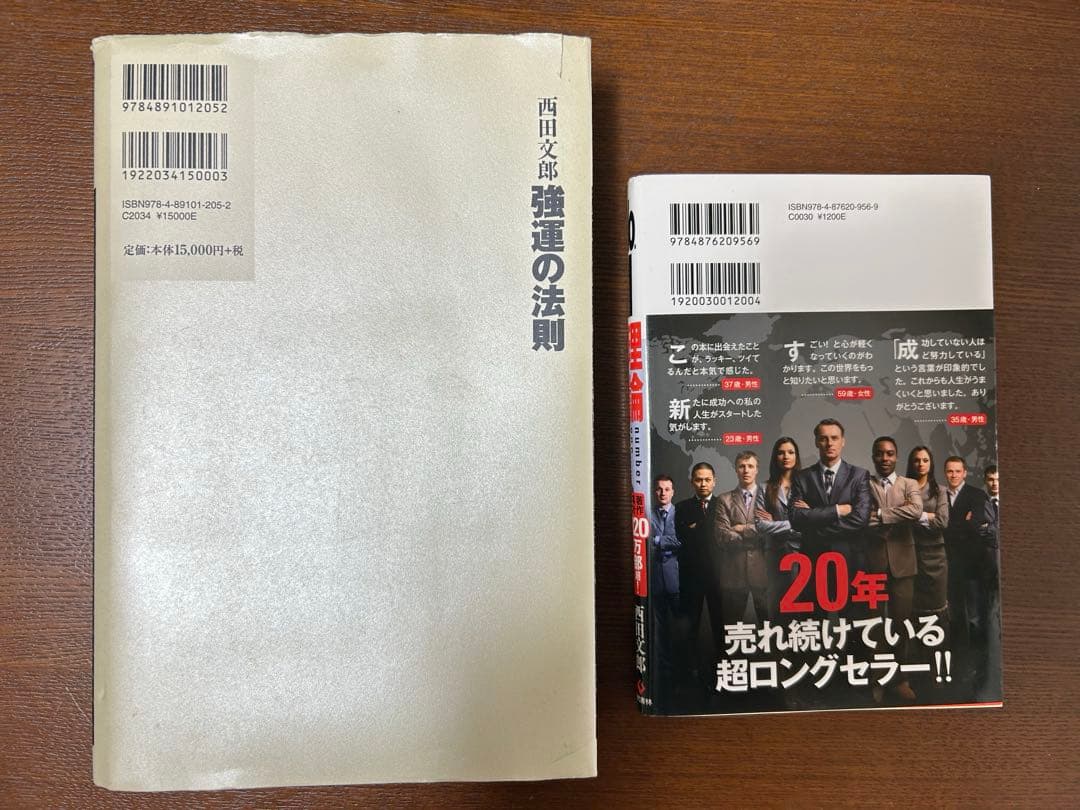 9784891012052
1922034150003
ISBN978-4-89101-205-2
C2034 ¥15000E
定価:本体15,000円+税
西田文郎
強運の法則
ISBN978-4-87620-956-9
C0030 ¥1200E
9784876209569
1920030012004
この本に出会えたこと
が、ラッキー、ツイて
るんだと本気で感じた。
37歳・男性
新たに成功への私の
人生がスタートした
気がします。
23歳・男性
すごい!と心が軽く
なっていくのがわ
かります。この世界をもっ
と知りたいと思います。
59歳・女性
「成功していない人ほ
ど努力している」
という言葉が印象的でし
た。これからも人生がうま
くいくと思いました。あり
がとうございます。
35歳・男性
20年
売れ続けている
超ロングセラー!!
理論
number
著作
20万部
西田文郎